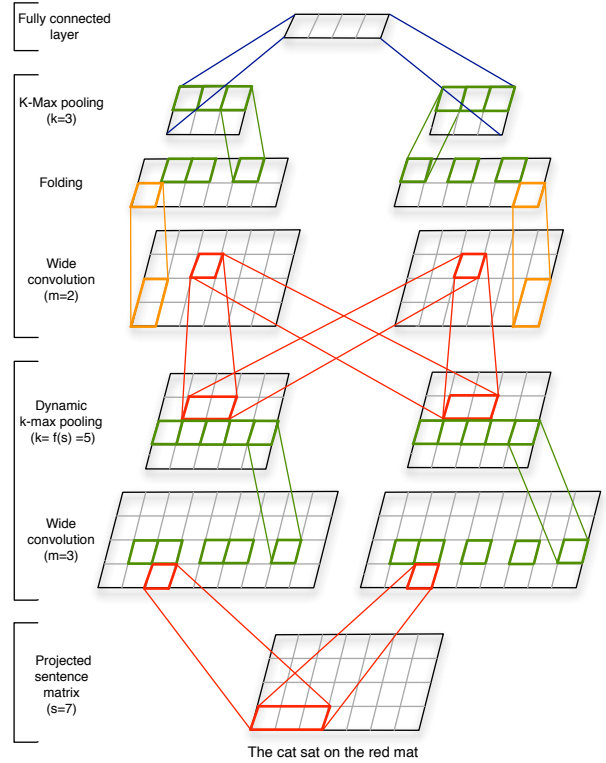 Fully connected
layer
K-Max pooling
(k=3)
Folding
Wide
convolution
(m=2)
Dynamic
k-max pooling
(k= f(s) =5)
Wide
convolution
(m=3)
Projected
sentence
matrix
(s=7)
The cat sat on the red mat